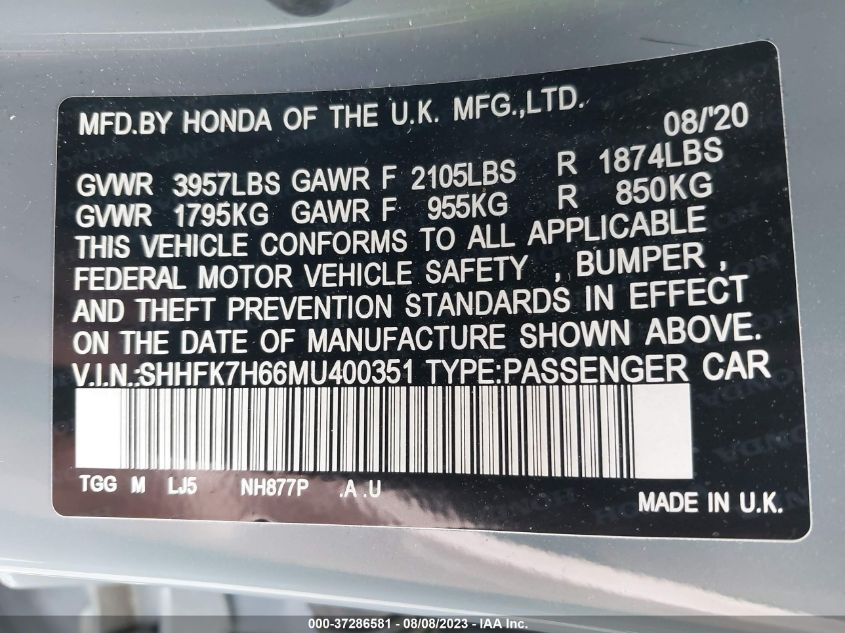 MFD.BY HONDA OF THE U.K. MFG.,LTD.
08/'20
GVWR 3957LBS GAWR F 2105LBS R 1874LBS
GVWR 1795KG GAWR F 955KG R 850KG
THIS VEHICLE CONFORMS TO ALL APPLICABLE
FEDERAL MOTOR VEHICLE SAFETY , BUMPER ,
AND THEFT PREVENTION STANDARDS IN EFFECT
ON THE DATE OF MANUFACTURE SHOWN ABOVE.
V.I.N.:SHHFK7H66MU400351 TYPE:PASSENGER CAR
TGG M LJ5 NH877P .A .U
MADE IN U.K.
000-37286581 - 08/08/2023 - IAA Inc.